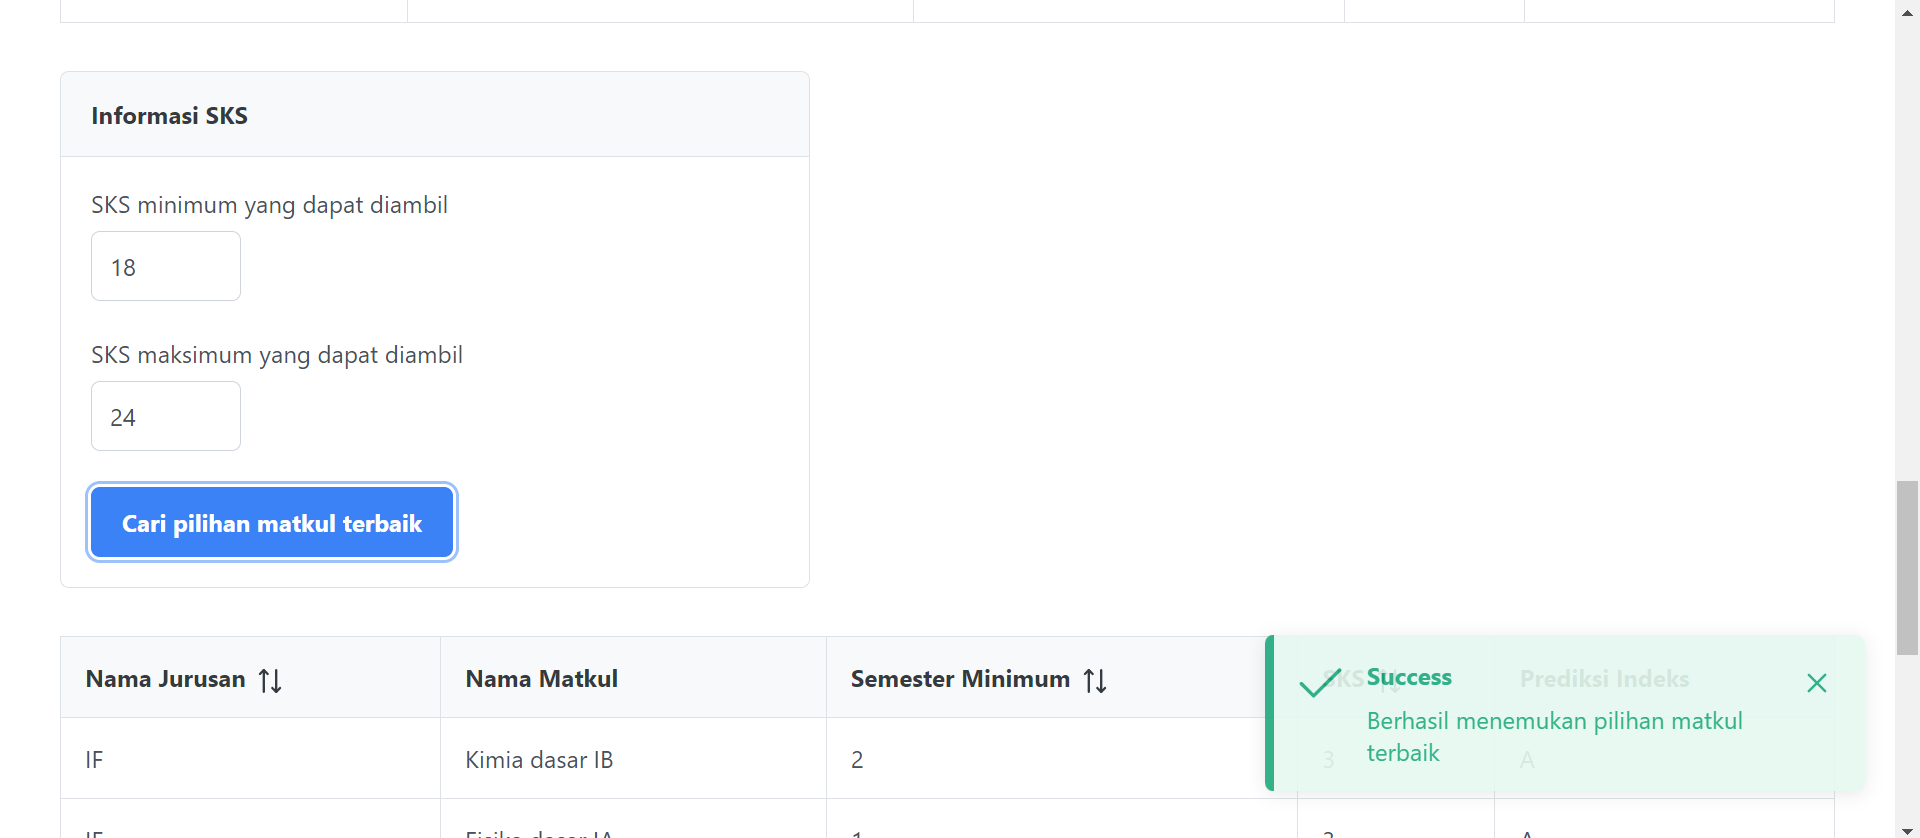 Informasi SKS
SKS minimum yang dapat diambil
18
SKS maksimum yang dapat diambil
24
Cari pilihan matkul terbaik
Nama Jurusan Nama Matkul Semester Minimum SKS Prediksi Indeks
Success
Berhasil menemukan pilihan matkul
terbaik
IF Kimia dasar IB 2 3 A
IF Fisika dasar IA 1